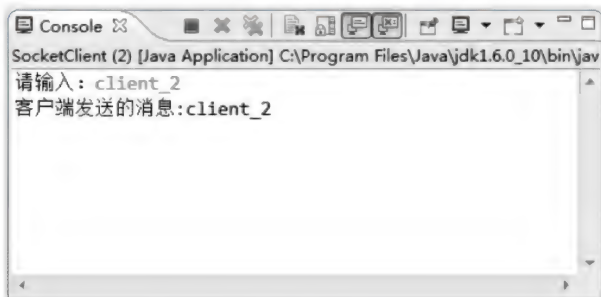 Console
SocketClient (2) [Java Application] C:\Program Files\Java\jdk1.6.0_10\bin\jav
请输入: client_2
客户端发送的消息:client_2